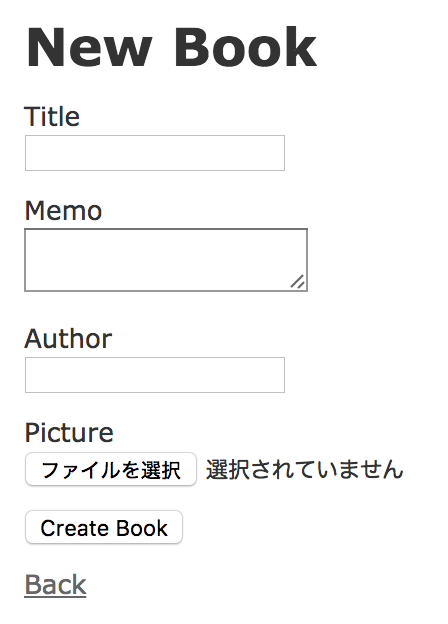 New Book
Title
Memo
Author
Picture
ファイルを選択 選択されていません
Create Book
Back